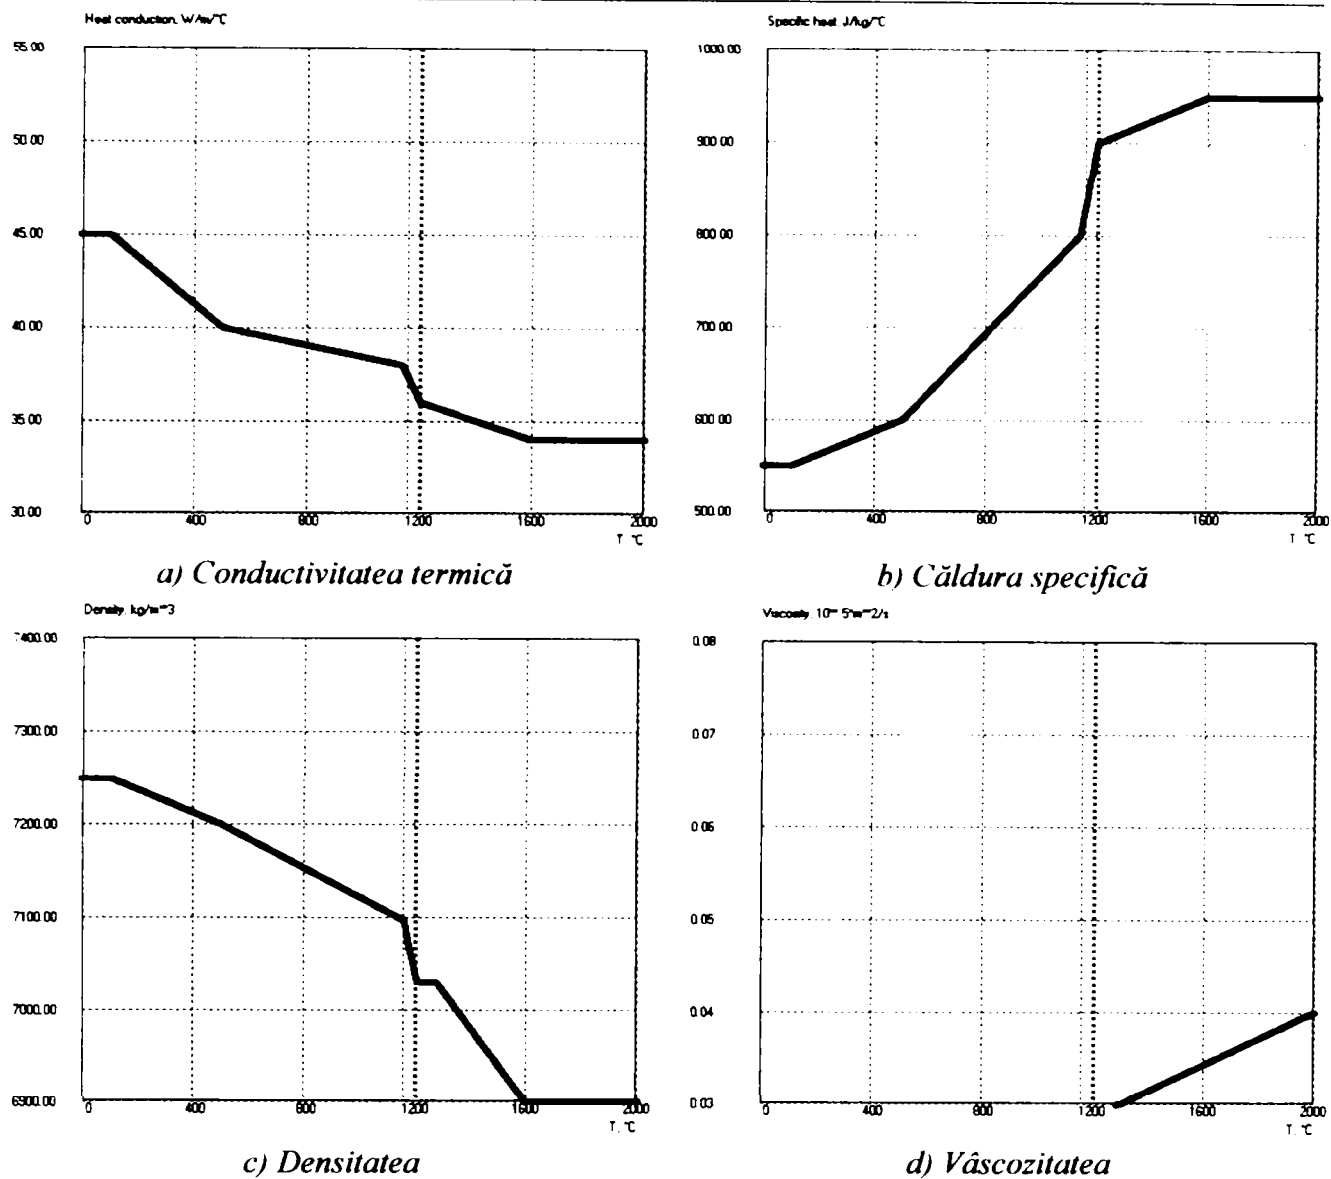 Heat conduction, W/m/°C
55.00
50.00
45.00
40.00
35.00
30.00
0 400 800 1200 1600 2000
T, °C
a) Conductivitatea termică
Specific heat, J/kg/°C
1000.00
900.00
800.00
700.00
600.00
500.00
0 400 800 1200 1600 2000
T, °C
b) Căldura specifică
Density, kg/m**3
7400.00
7300.00
7200.00
7100.00
7000.00
6900.00
0 400 800 1200 1600 2000
T, °C
c) Densitatea
Viscosity, 10** 5*m**2/s
0.08
0.07
0.06
0.05
0.04
0.03
0 400 800 1200 1600 2000
T, °C
d) Vâscozitatea